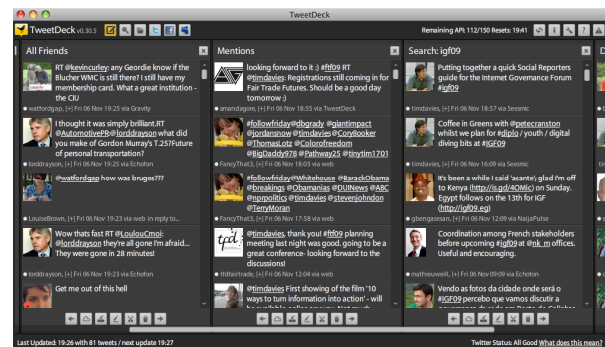 TweetDeck
TweetDeck v0.30.5
Remaining API: 112/150 Resets: 19:41
All Friends
RT @kevincurley: any Geordie know if the
Blucher WMC is still there? I still have my
membership card. What a great institution -
the CIU
watfordgap, [+] Fri 06 Nov 19:25 via Gravity
I thought it was simply brilliant.RT
@AutomotivePR: @lorddrayson what did
you make of Gordon Murray's T.25?Future
of personal transportation?
lorddrayson, [+] Fri 06 Nov 19:25 via Echofon
@watfordgap how was bruges???
LouiseBrown, [+] Fri 06 Nov 19:23 via web in reply to...
Wow thats fast RT @LoulouCmoi:
@lorddrayson they're all gone I'm afraid...
They were gone in 28 minutes!
lorddrayson, [+] Fri 06 Nov 19:23 via Echofon
Get me out of this hell
Mentions
looking forward to it :) #ftf09 RT
@timdavies: Registrations still coming in for
Fair Trade Futures. Should be a good day
tomorrow :)
amandagore, [+] Fri 06 Nov 18:55 via TweetDeck
#followfriday@dbgrady @giantimpact
@jordansnow @timdavies @CoryBooker
@ThomasLotz @Colorofreedom
@BigDaddy978 @Pathway25 @tinytim1701
FancyThat3, [+] Fri 06 Nov 18:05 via web
#followfriday@Whitehouse @BarackObama
@breakings @Obamanias @DUINews @ABC
@nprpolitics @timdavies @stevenjohndon
@TerryMoran
FancyThat3, [+] Fri 06 Nov 17:58 via web
tpd
@timdavies, thank you! #ftf09 planning
meeting last night was good. going to be a
great conference- looking forward to the
discussions!
thdfairtrade, [+] Fri 06 Nov 12:04 via web
@timdavies First showing of the film '10
ways to turn information into action' - will
Search: igf09
Putting together a quick Social Reporters
guide for the Internet Governance Forum
#igf09
timdavies, [+] Fri 06 Nov 18:57 via Seesmic
Coffee in Greens with @petecranston
whilst we plan for #diplo / youth / digital
diving bits at #IGF09
timdavies, [+] Fri 06 Nov 16:09 via Seesmic
It's been a while I said 'asante'; glad I'm off
to Kenya (http://is.gd/4OMic) on Sunday.
Egypt follows on the 13th for IGF
(http://igf09.eg)
gbengasesan, [+] Fri 06 Nov 12:09 via NaijaPulse
Coordination among French stakeholders
before upcoming #igf09 at @nk_m offices.
Useful and encouraging.
mathieuweill, [+] Fri 06 Nov 09:09 via Echofon
Vendo as fotos da cidade onde será o
#IGF09 percebo que vamos discutir a
D
Last Updated: 19:26 with 81 tweets / next update 19:27
Twitter Status: All Good What does this mean?